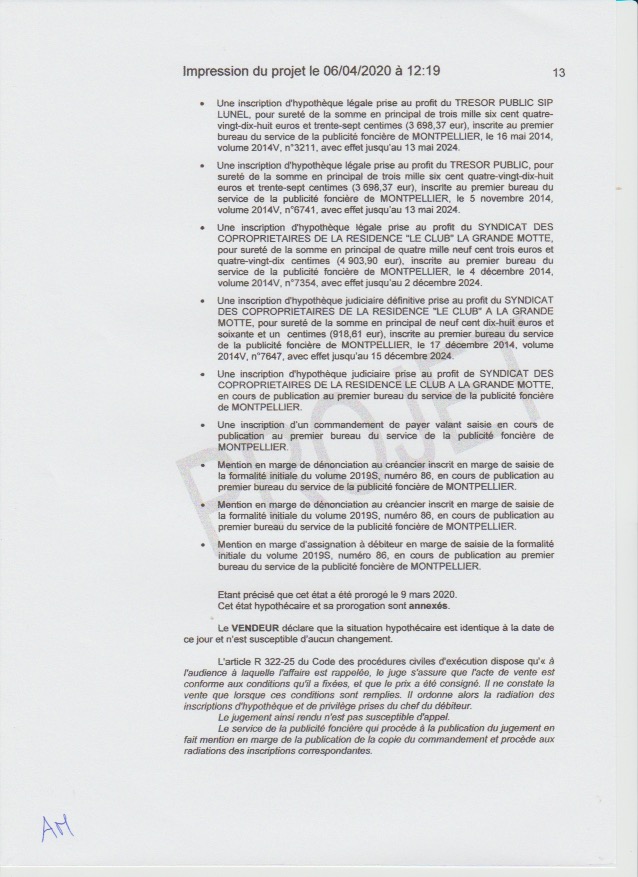 Impression du projet le 06/04/2020 à 12:19
13
• Une inscription d'hypothèque légale prise au profit du TRESOR PUBLIC SIP
LUNEL, pour sureté de la somme en principal de trois mille six cent quatre-
vingt-dix-huit euros et trente-sept centimes (3 698,37 eur), inscrite au premier
bureau du service de la publicité foncière de MONTPELLIER, le 16 mai 2014,
volume 2014V, n°3211, avec effet jusqu'au 13 mai 2024.
• Une inscription d'hypothèque légale prise au profit du TRESOR PUBLIC, pour
sureté de la somme en principal de trois mille six cent quatre-vingt-dix-huit
euros et trente-sept centimes (3 698,37 eur), inscrite au premier bureau du
service de la publicité foncière de MONTPELLIER, le 5 novembre 2014,
volume 2014V, n°6741, avec effet jusqu'au 13 mai 2024.
• Une inscription d'hypothèque légale prise au profit du SYNDICAT DES
COPROPRIETAIRES DE LA RESIDENCE "LE CLUB" LA GRANDE MOTTE,
pour sureté de la somme en principal de quatre mille neuf cent trois euros et
quatre-vingt-dix centimes (4 903,90 eur), inscrite au premier bureau du
service de la publicité foncière de MONTPELLIER, le 4 décembre 2014,
volume 2014V, n°7354, avec effet jusqu'au 2 décembre 2024.
• Une inscription d'hypothèque judiciaire définitive prise au profit du SYNDICAT
DES COPROPRIETAIRES DE LA RESIDENCE "LE CLUB" A LA GRANDE
MOTTE, pour sureté de la somme en principal de neuf cent dix-huit euros et
soixante et un centimes (918,61 eur), inscrite au premier bureau du service
de la publicité foncière de MONTPELLIER, le 17 décembre 2014, volume
2014V, n°7647, avec effet jusqu'au 15 décembre 2024.
• Une inscription d'hypothèque judiciaire prise au profit de SYNDICAT DES
COPROPRIETAIRES DE LA RESIDENCE LE CLUB A LA GRANDE MOTTE,
en cours de publication au premier bureau du service de la publicité foncière
de MONTPELLIER.
• Une inscription d'un commandement de payer valant saisie en cours de
publication au premier bureau du service de la publicité foncière de
MONTPELLIER.
• Mention en marge de dénonciation au créancier inscrit en marge de saisie de
la formalité initiale du volume 2019S, numéro 86, en cours de publication au
premier bureau du service de la publicité foncière de MONTPELLIER.
• Mention en marge de dénonciation au créancier inscrit en marge de saisie de
la formalité initiale du volume 2019S, numéro 86, en cours de publication au
premier bureau du service de la publicité foncière de MONTPELLIER.
• Mention en marge d'assignation à débiteur en marge de saisie de la formalité
initiale du volume 2019S, numéro 86, en cours de publication au premier
bureau du service de la publicité foncière de MONTPELLIER.
Etant précisé que cet état a été prorogé le 9 mars 2020.
Cet état hypothécaire et sa prorogation sont annexés.
Le VENDEUR déclare que la situation hypothécaire est identique à la date de
ce jour et n'est susceptible d'aucun changement.
L'article R 322-25 du Code des procédures civiles d'exécution dispose qu'« à
l'audience à laquelle l'affaire est rappelée, le juge s'assure que l'acte de vente est
conforme aux conditions qu'il a fixées, et que le prix a été consigné. Il ne constate la
vente que lorsque ces conditions sont remplies. Il ordonne alors la radiation des
inscriptions d'hypothèque et de privilège prises du chef du débiteur.
Le jugement ainsi rendu n'est pas susceptible d'appel.
Le service de la publicité foncière qui procède à la publication du jugement en
fait mention en marge de la publication de la copie du commandement et procède aux
radiations des inscriptions correspondantes.
PROJET
AM